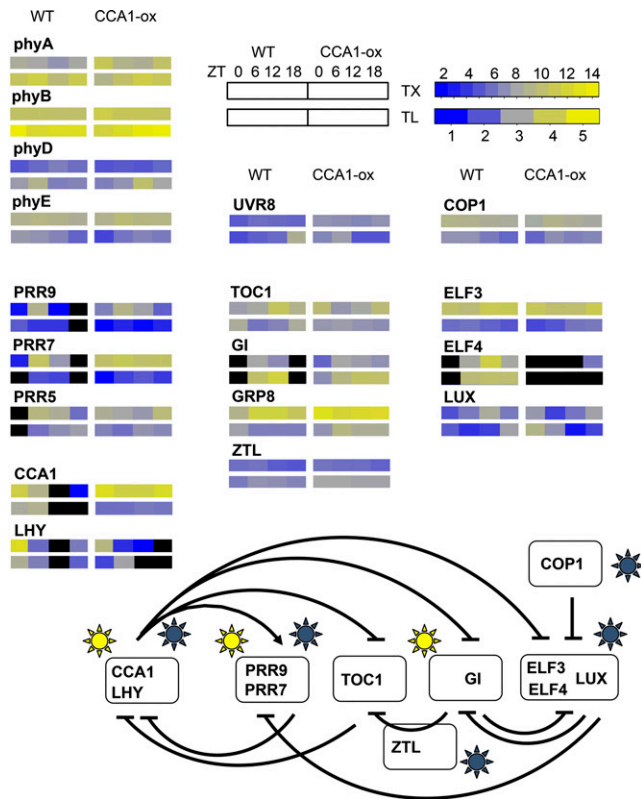 WT CCA1-ox
phyA
phyB
phyD
phyE
PRR9
PRR7
PRR5
CCA1
LHY
WT CCA1-ox
ZT 0 6 12 18 0 6 12 18
TX
TL
2 4 6 8 10 12 14
1 2 3 4 5
WT CCA1-ox
UVR8
TOC1
GI
GRP8
ZTL
WT CCA1-ox
COP1
ELF3
ELF4
LUX
COP1
CCA1
LHY
PRR9
PRR7
TOC1
GI
ELF3
ELF4
LUX
ZTL